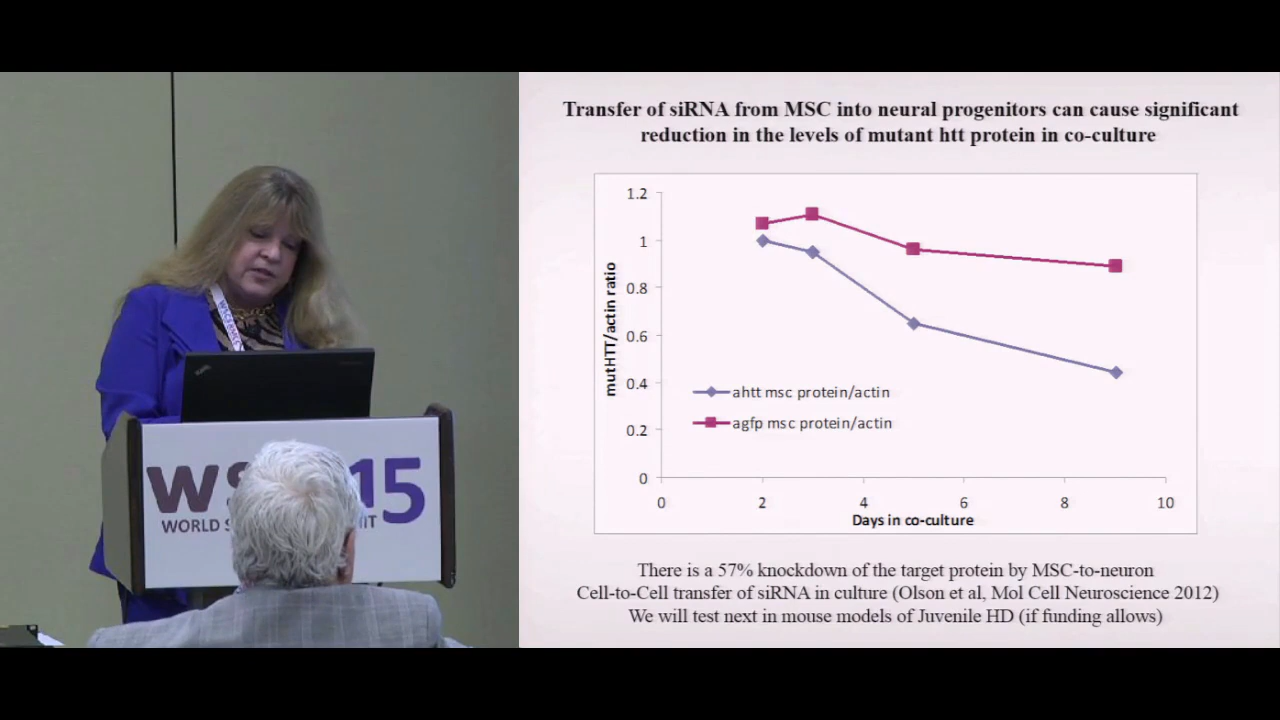 Transfer of siRNA from MSC into neural progenitors can cause significant
reduction in the levels of mutant htt protein in co-culture
1.2
1
0.8
0.6
0.4
0.2
0
mutHTT/actin ratio
ahtt msc protein/actin
agfp msc protein/actin
0 2 4 6 8 10
Days in co-culture
There is a 57% knockdown of the target protein by MSC-to-neuron
Cell-to-Cell transfer of siRNA in culture (Olson et al, Mol Cell Neuroscience 2012)
We will test next in mouse models of Juvenile HD (if funding allows)
15
WORLD